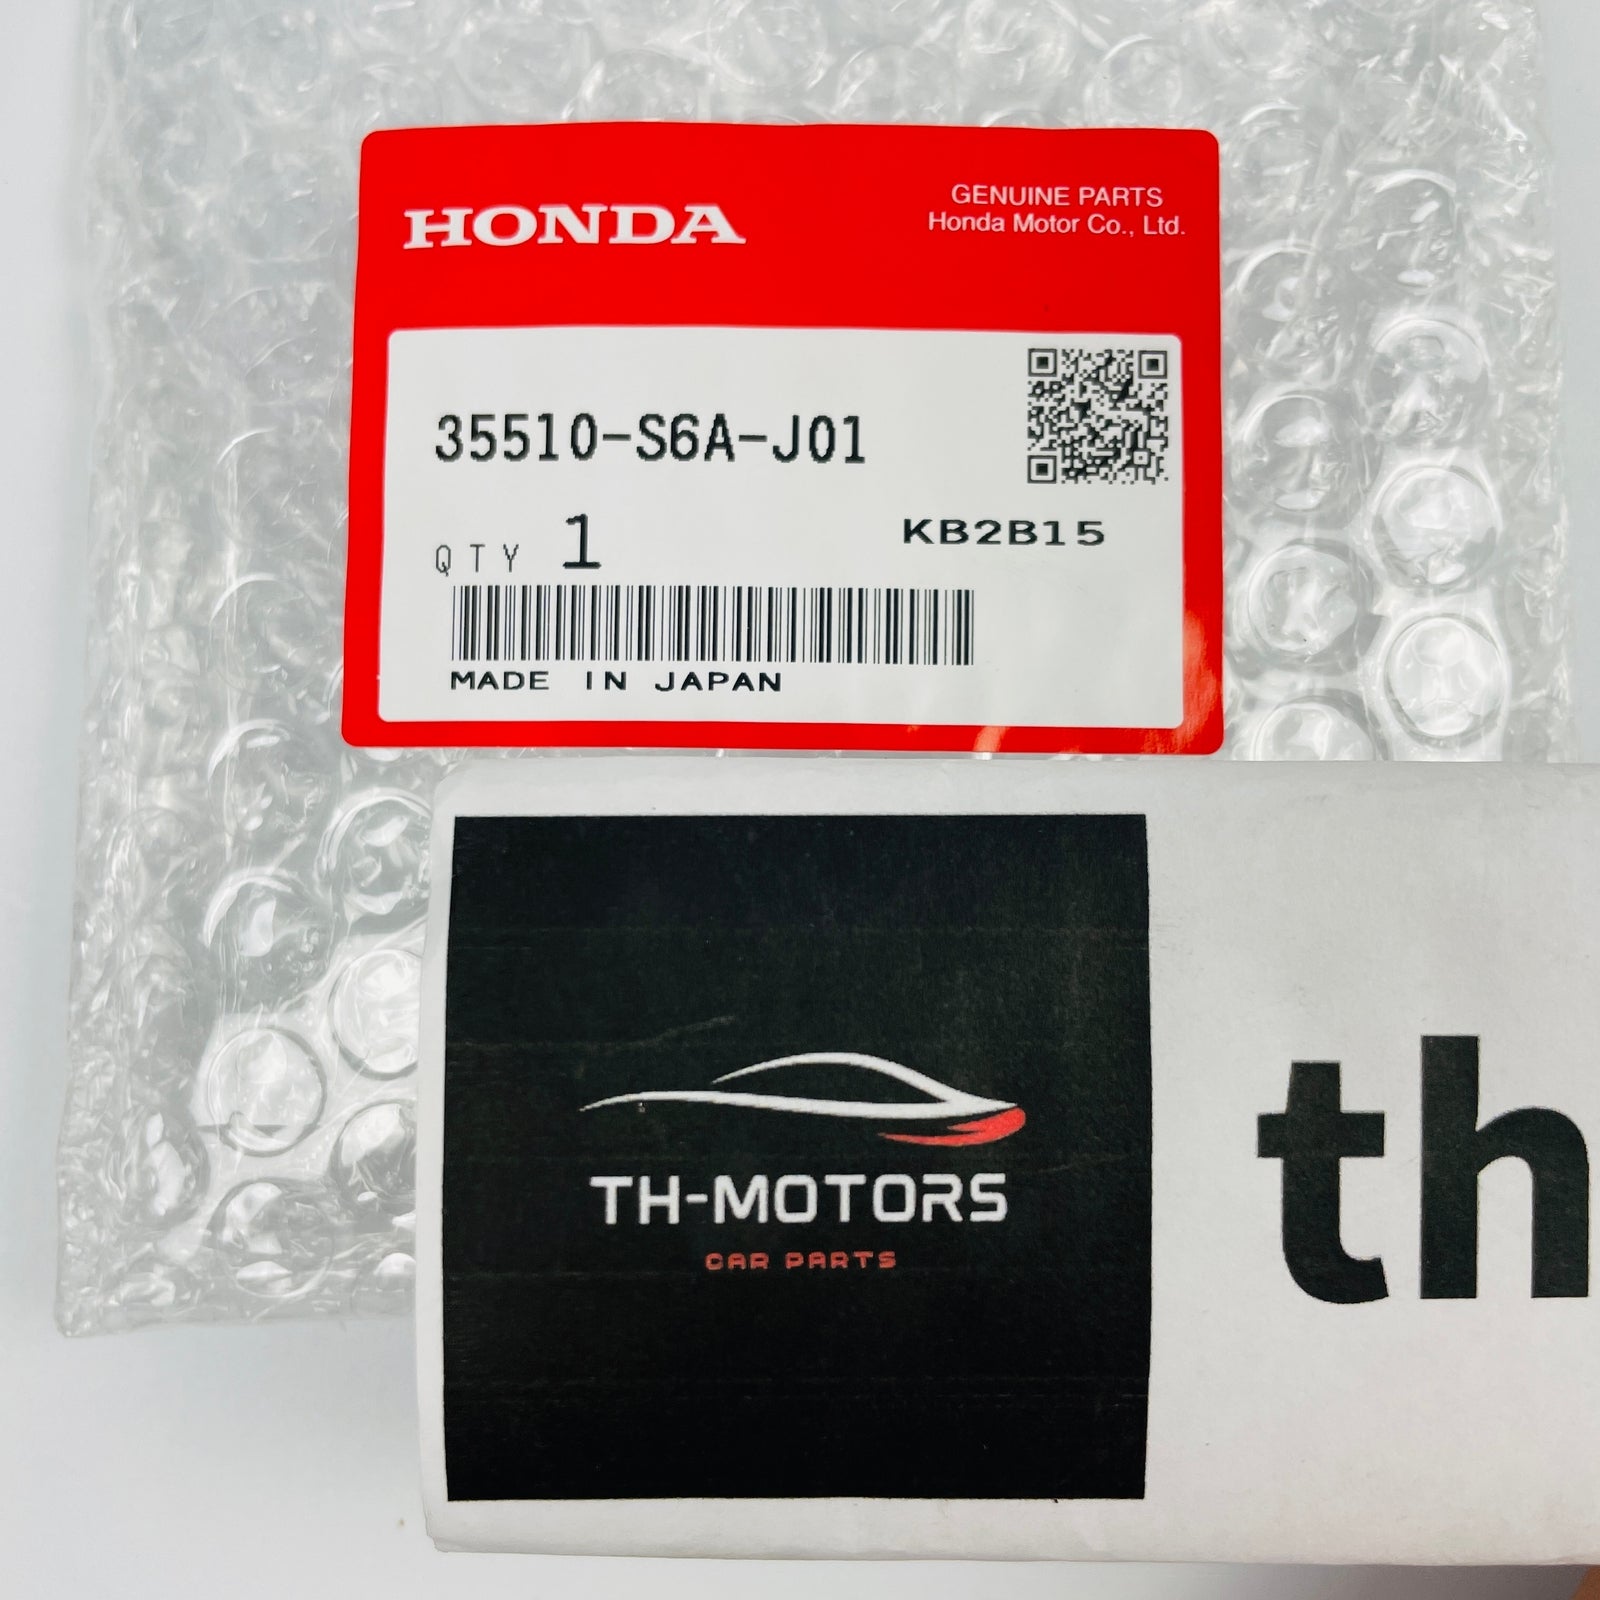 HONDA
GENUINE PARTS
Honda Motor Co., Ltd.
35510-S6A-J01
QTY 1
KB2B15
MADE IN JAPAN
TH-MOTORS
CAR PARTS
th